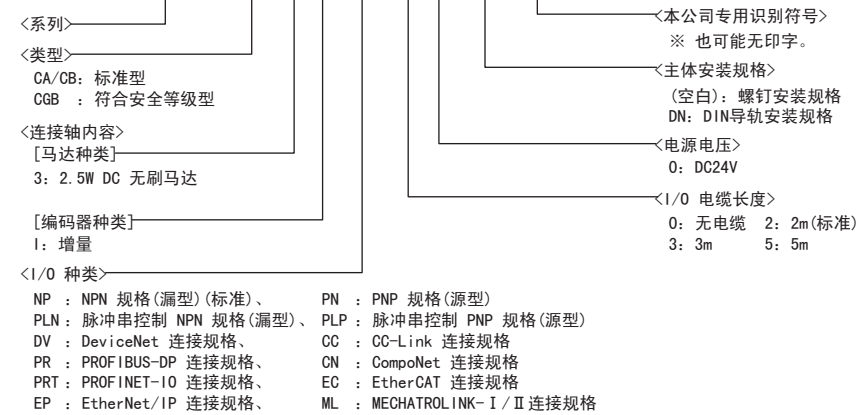 <系列>
<类型>
CA/CB：标准型
CGB ：符合安全等级型
<连接轴内容>
[马达种类]
3：2.5W DC 无刷马达
[编码器种类]
I：增量
<I/O 种类>
NP ：NPN 规格(漏型)(标准)、 PN ：PNP 规格(源型)
PLN：脉冲串控制 NPN 规格(漏型)、 PLP：脉冲串控制 PNP 规格(源型)
DV ：DeviceNet 连接规格、 CC ：CC-Link 连接规格
PR ：PROFIBUS-DP 连接规格、 CN ：CompoNet 连接规格
PRT：PROFINET-IO 连接规格、 EC ：EtherCAT 连接规格
EP ：EtherNet/IP 连接规格、 ML ：MECHATROLINK-Ⅰ/Ⅱ连接规格
<本公司专用识别符号>
※ 也可能无印字。
<主体安装规格>
(空白)：螺钉安装规格
DN：DIN导轨安装规格
<电源电压>
0：DC24V
<I/O 电缆长度>
0：无电缆 2：2m(标准)
3：3m 5：5m